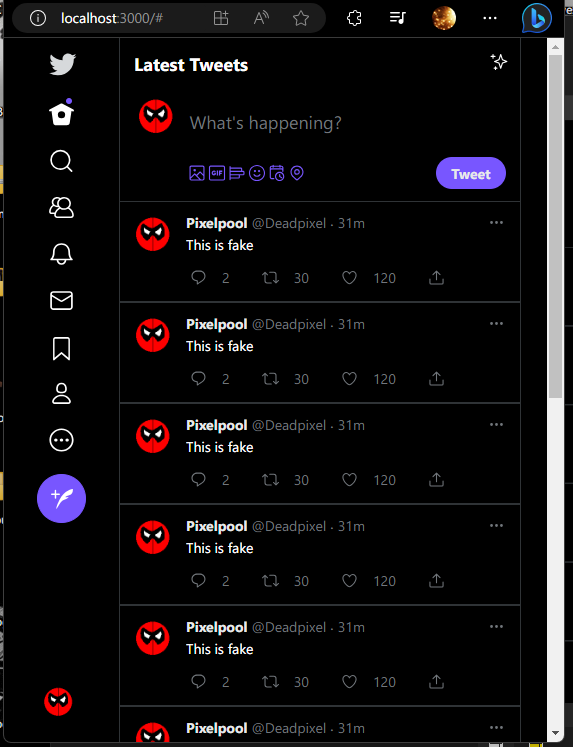 localhost:3000/#
Latest Tweets
What's happening?
GIF
Tweet
Pixelpool @Deadpixel · 31m
This is fake
2 30 120
Pixelpool @Deadpixel · 31m
This is fake
2 30 120
Pixelpool @Deadpixel · 31m
This is fake
2 30 120
Pixelpool @Deadpixel · 31m
This is fake
2 30 120
Pixelpool @Deadpixel · 31m
This is fake
2 30 120
Pixelpool @Deadpixel · 31m